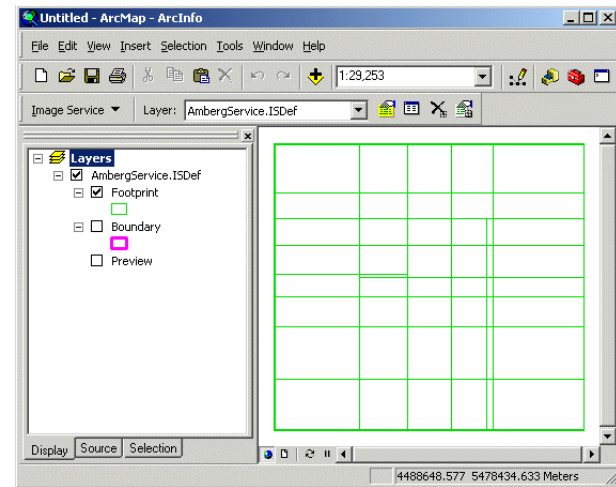 Untitled - ArcMap - ArcInfo
File Edit View Insert Selection Tools Window Help
1:29,253
Image Service Layer: AmbergService.ISDef
Layers
AmbergService.ISDef
Footprint
Boundary
Preview
Display Source Selection
4488648.577 5478434.633 Meters